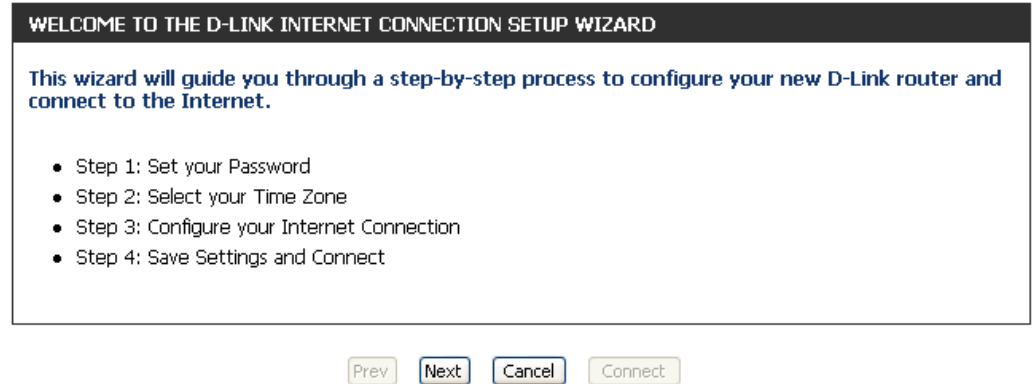 WELCOME TO THE D-LINK INTERNET CONNECTION SETUP WIZARD
This wizard will guide you through a step-by-step process to configure your new D-Link router and
connect to the Internet.
• Step 1: Set your Password
• Step 2: Select your Time Zone
• Step 3: Configure your Internet Connection
• Step 4: Save Settings and Connect
Prev Next Cancel Connect